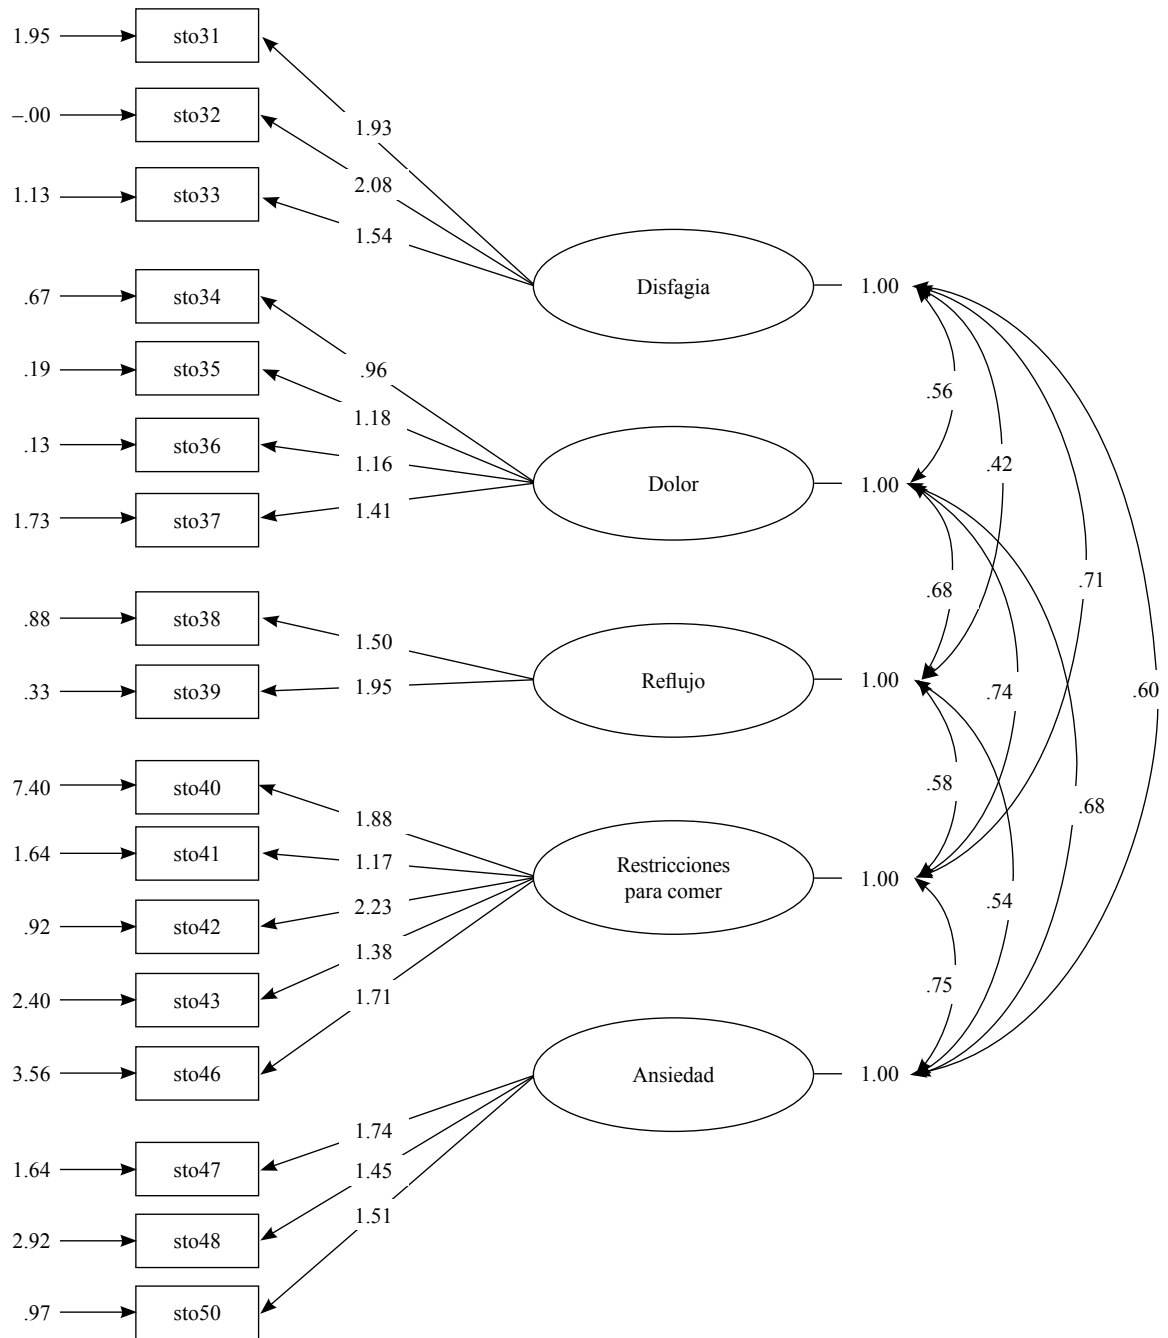 1.95 sto31
–.00 sto32
1.13 sto33
.67 sto34
.19 sto35
.13 sto36
1.73 sto37
.88 sto38
.33 sto39
7.40 sto40
1.64 sto41
.92 sto42
2.40 sto43
3.56 sto46
1.64 sto47
2.92 sto48
.97 sto50
1.93
2.08
1.54
.96
1.18
1.16
1.41
1.50
1.95
1.88
1.17
2.23
1.38
1.71
1.74
1.45
1.51
Disfagia
Dolor
Reflujo
Restricciones
para comer
Ansiedad
1.00
1.00
1.00
1.00
1.00
.56
.42
.71
.60
.68
.74
.68
.58
.54
.75